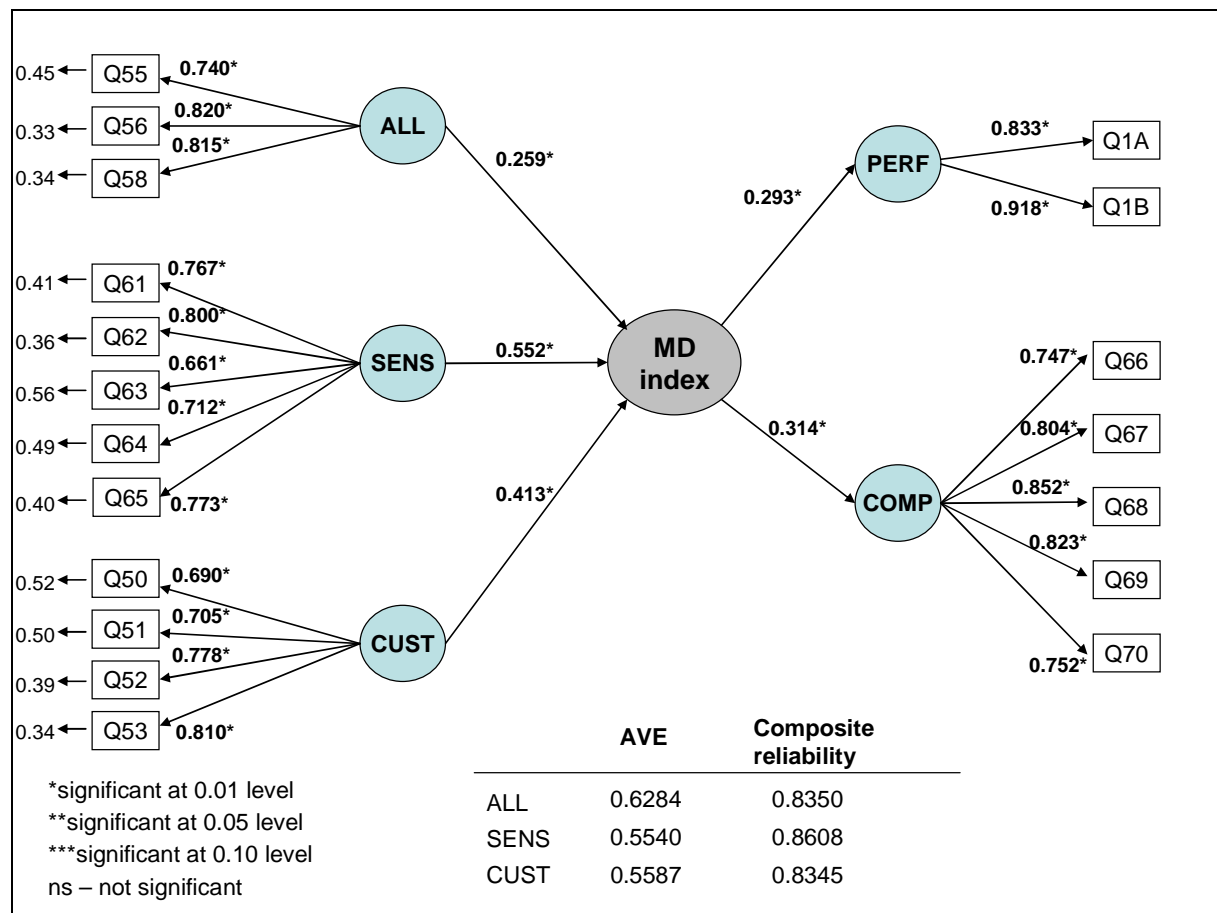 0.45 Q55 0.740*
0.33 Q56 0.820*
0.34 Q58 0.815*
ALL
0.259*
0.41 Q61 0.767*
0.36 Q62 0.800*
0.56 Q63 0.661*
0.49 Q64 0.712*
0.40 Q65 0.773*
SENS
0.552*
0.52 Q50 0.690*
0.50 Q51 0.705*
0.39 Q52 0.778*
0.34 Q53 0.810*
CUST
0.413*
MD
index
0.293*
PERF
0.833* Q1A
0.918* Q1B
0.314*
COMP
0.747* Q66
0.804* Q67
0.852* Q68
0.823* Q69
0.752* Q70
*significant at 0.01 level
**significant at 0.05 level
***significant at 0.10 level
ns – not significant
AVE Composite
reliability
ALL 0.6284 0.8350
SENS 0.5540 0.8608
CUST 0.5587 0.8345